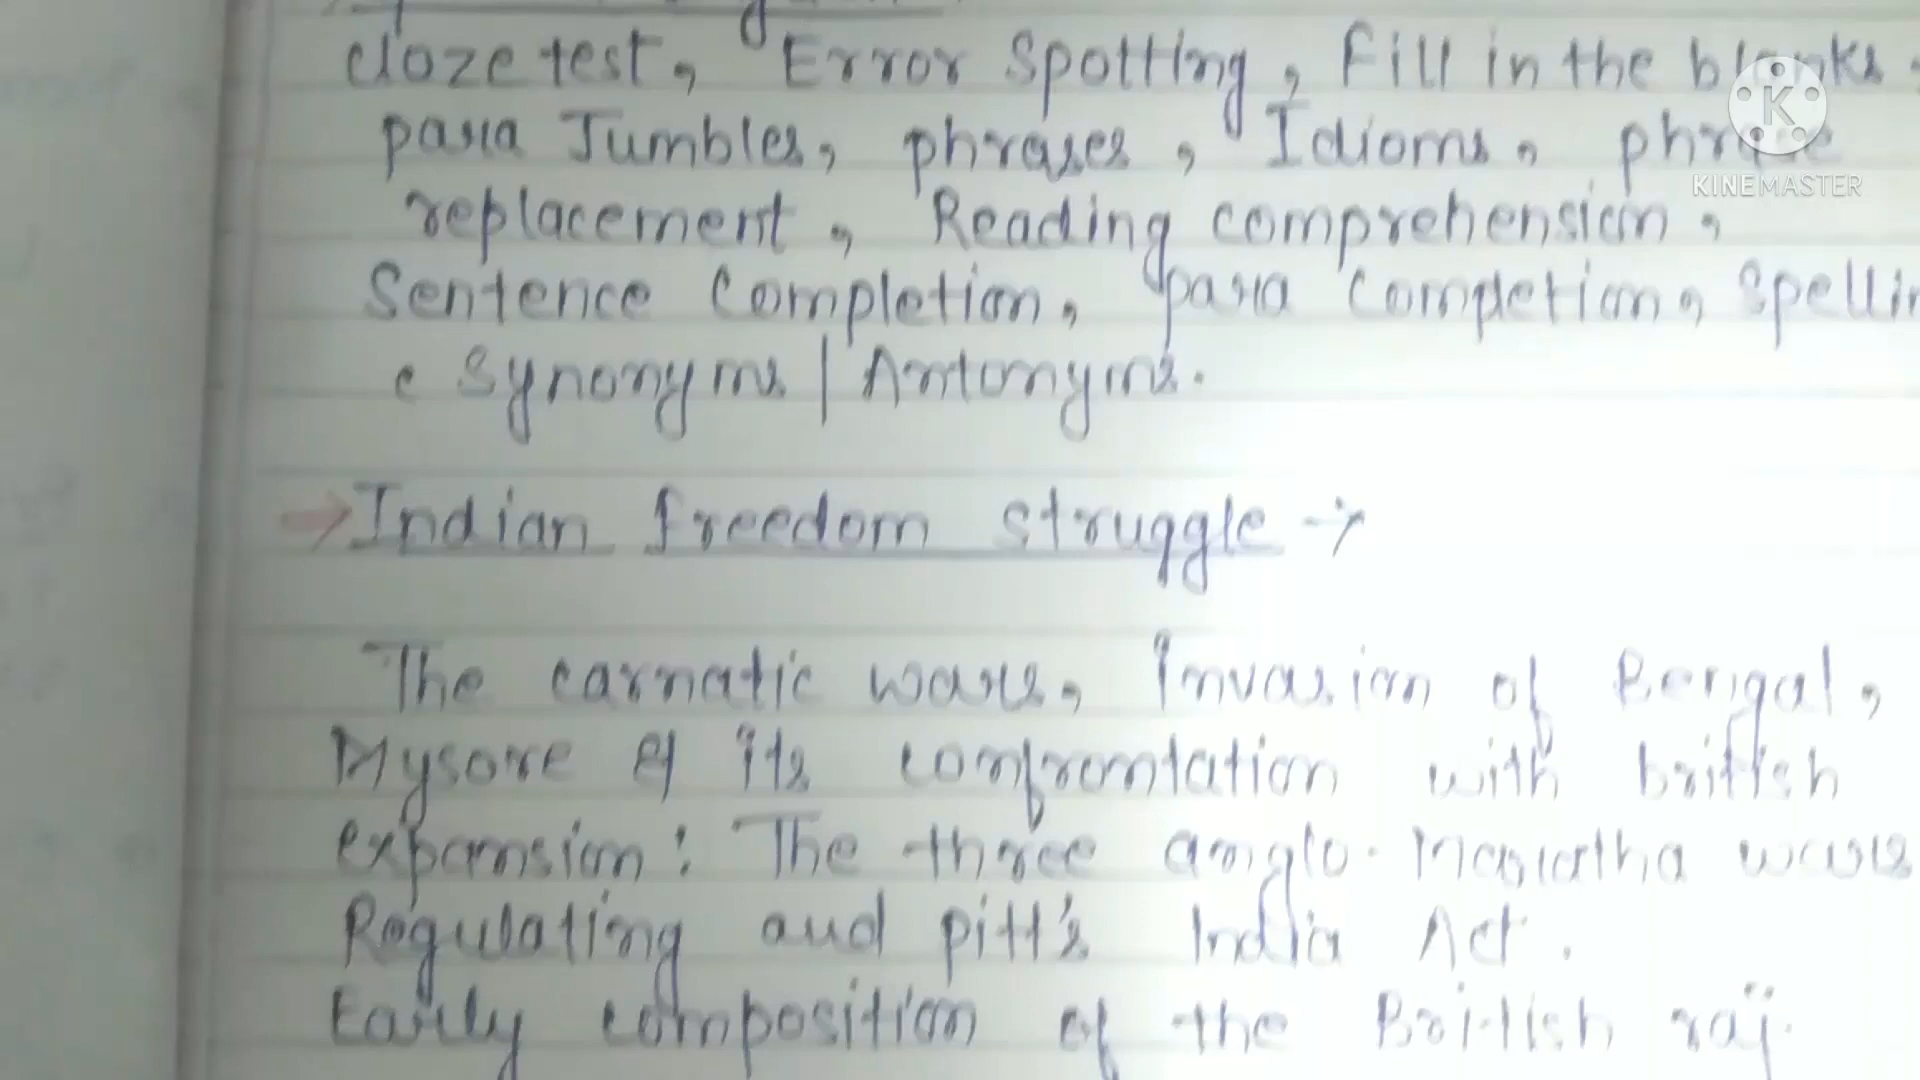 cloze test, Error Spotting, Fill in the blanks,
para Jumbles, phrases, Idioms, phrase
replacement, Reading comprehension,
Sentence Completion, para Completion, Spellin
& Synonyms | Antonyms.
→ Indian freedom struggle →
The carnatic wars, Invasion of Bengal,
Mysore & its confrontation with british
expansion: The three anglo-Maratha wars
Regulating and pitt's India Act.
Early composition of the British raj.
KINEMASTER